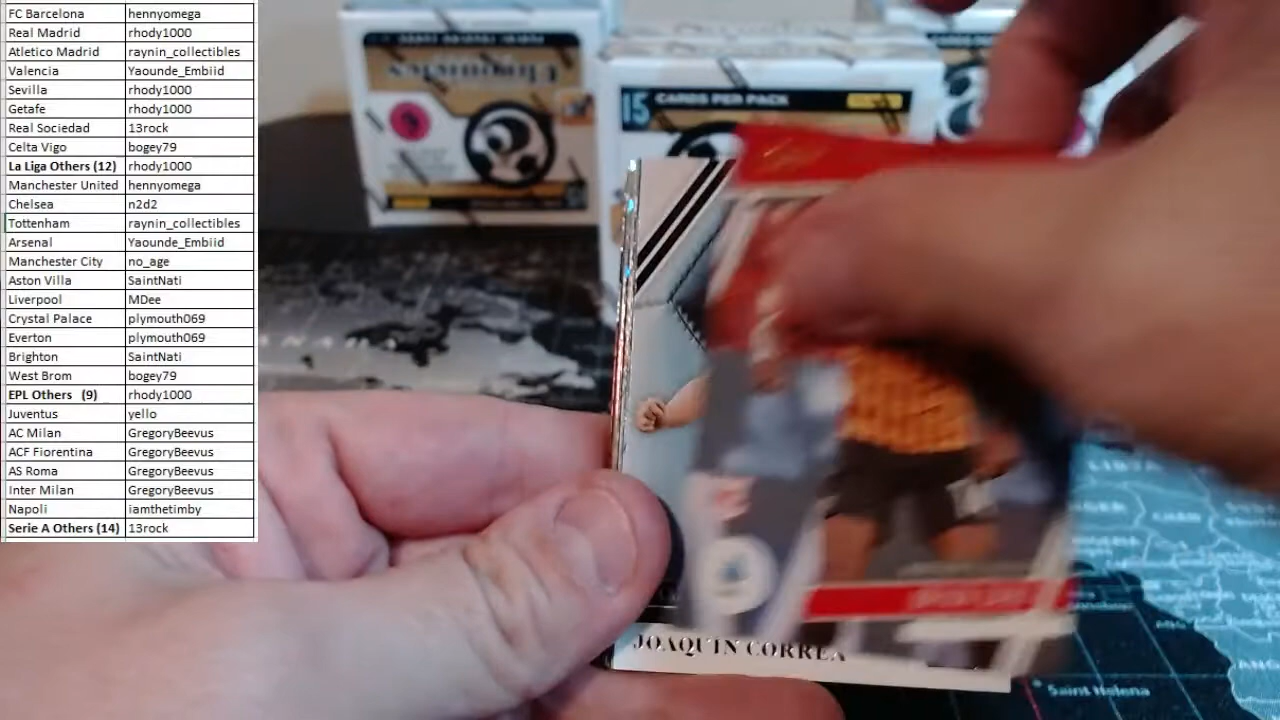 FC Barcelona hennyomega
Real Madrid rhody1000
Atletico Madrid raynin_collectibles
Valencia Yaounde_Embiid
Sevilla rhody1000
Getafe rhody1000
Real Sociedad 13rock
Celta Vigo bogey79
La Liga Others (12) rhody1000
Manchester United hennyomega
Chelsea n2d2
Tottenham raynin_collectibles
Arsenal Yaounde_Embiid
Manchester City no_age
Aston Villa SaintNati
Liverpool MDee
Crystal Palace plymouth069
Everton plymouth069
Brighton SaintNati
West Brom bogey79
EPL Others (9) rhody1000
Juventus yello
AC Milan GregoryBeevus
ACF Fiorentina GregoryBeevus
AS Roma GregoryBeevus
Inter Milan GregoryBeevus
Napoli iamthetimby
Serie A Others (14) 13rock
Chronicles
15 CARDS PER PACK
JOAQUIN CORREA
LIBYA
Saint Helena